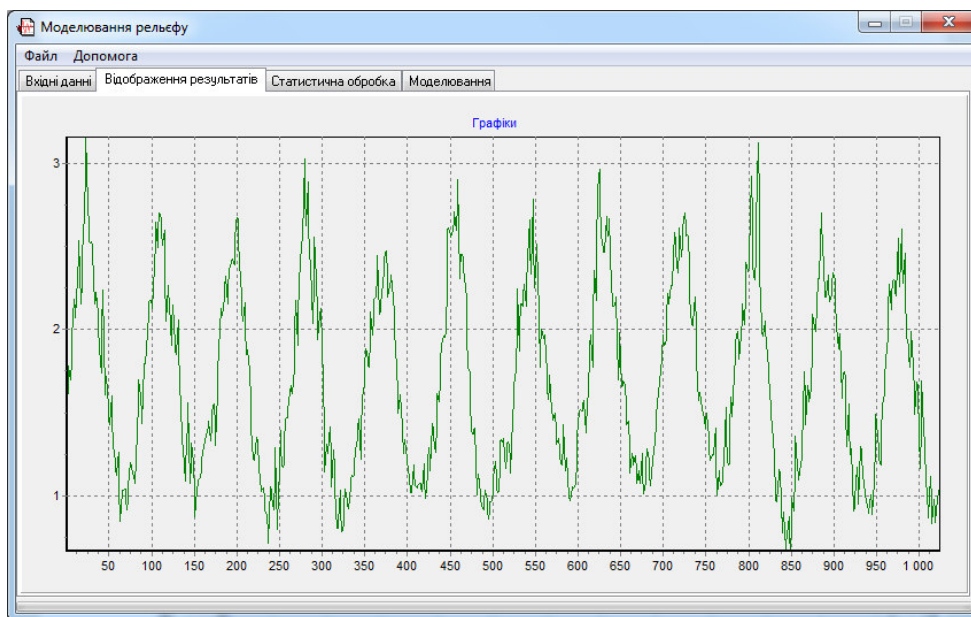 Моделювання рельєфу
Файл Допомога
Вхідні данні Відображення результатів Статистична обробка Моделювання
Графіки
3
2
1
50 100 150 200 250 300 350 400 450 500 550 600 650 700 750 800 850 900 950 1 000